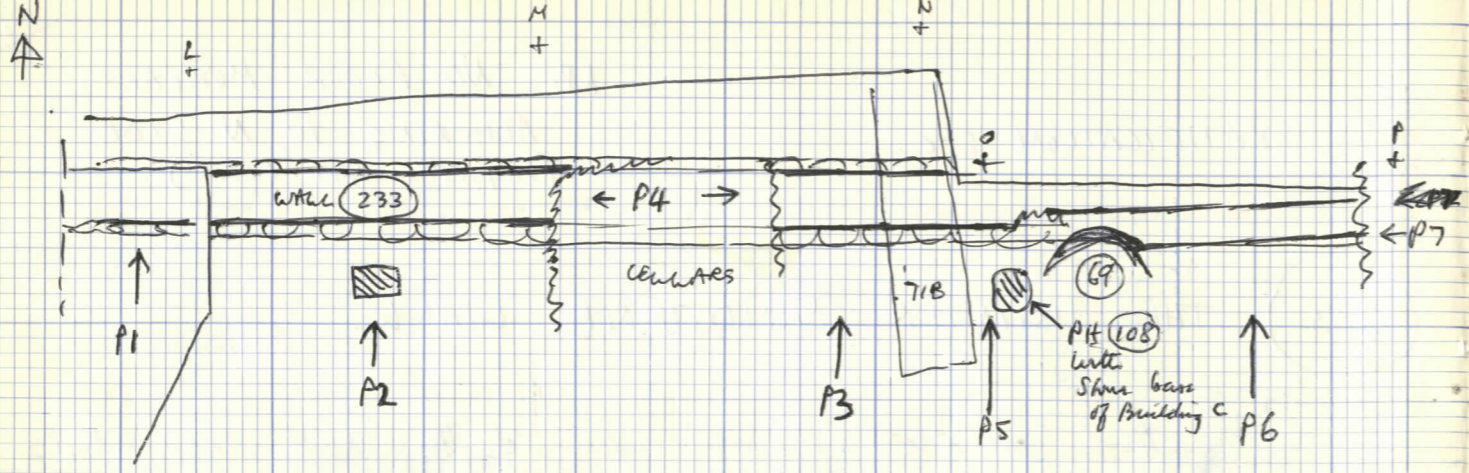 N
L
M
N
O
P
WALL 233
← P4 →
← P7
CELLARS
71B
69
P1
P2
P3
P5
PH 108
with
Stone base
of Building C
P6